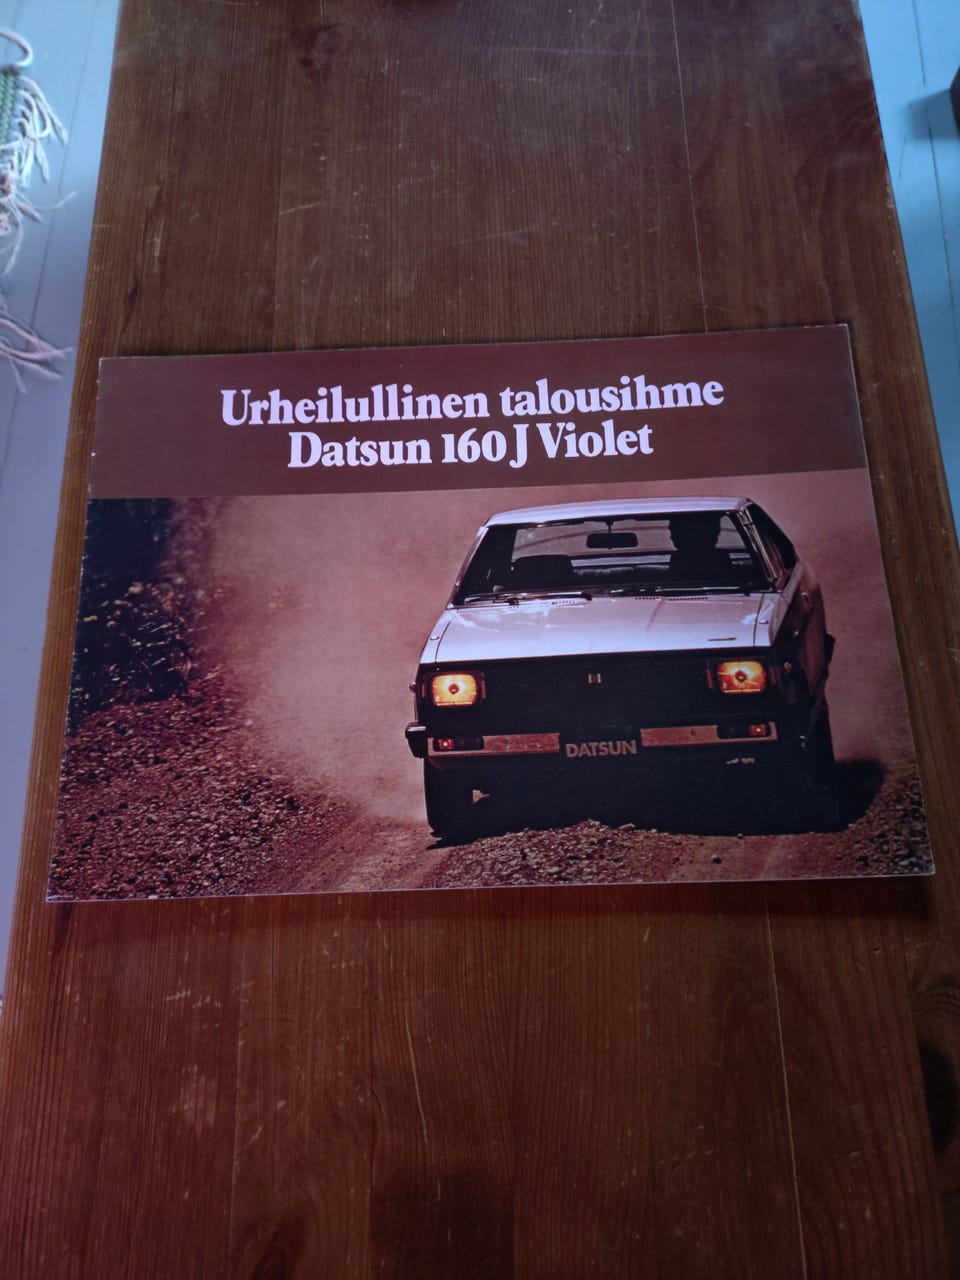 Urheilullinen talousihme
Datsun 160 J Violet
DATSUN